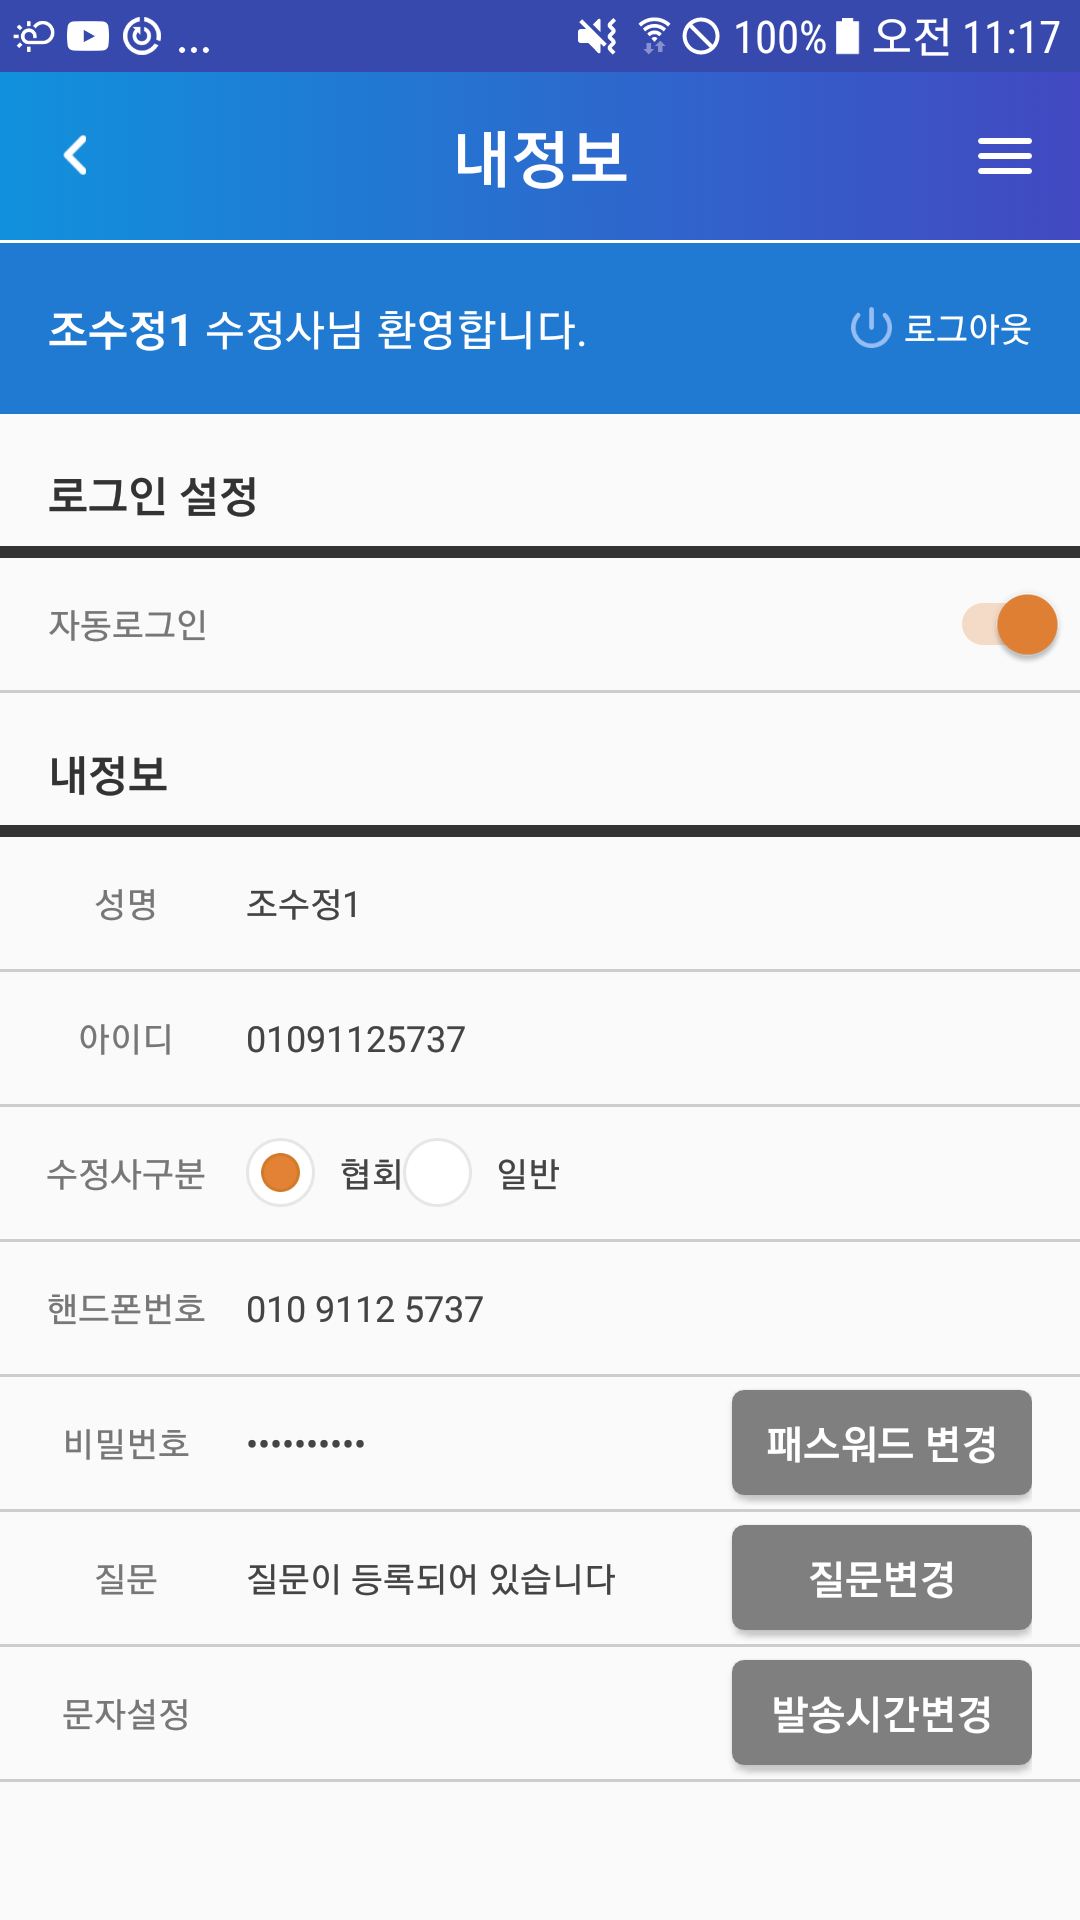 ... 100% 오전 11:17
내정보
조수정1 수정사님 환영합니다. 로그아웃
로그인 설정
자동로그인
내정보
성명 조수정1
아이디 01091125737
수정사구분 협회 일반
핸드폰번호 010 9112 5737
비밀번호 •••••••••• 패스워드 변경
질문 질문이 등록되어 있습니다 질문변경
문자설정 발송시간변경